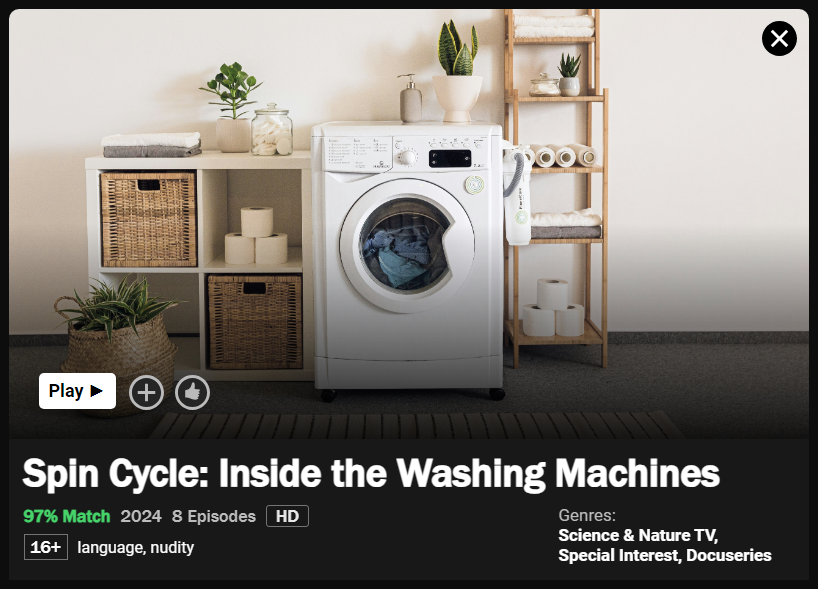 Play
Spin Cycle: Inside the Washing Machines
97% Match 2024 8 Episodes HD
16+ language, nudity
Genres:
Science & Nature TV,
Special Interest, Docuseries